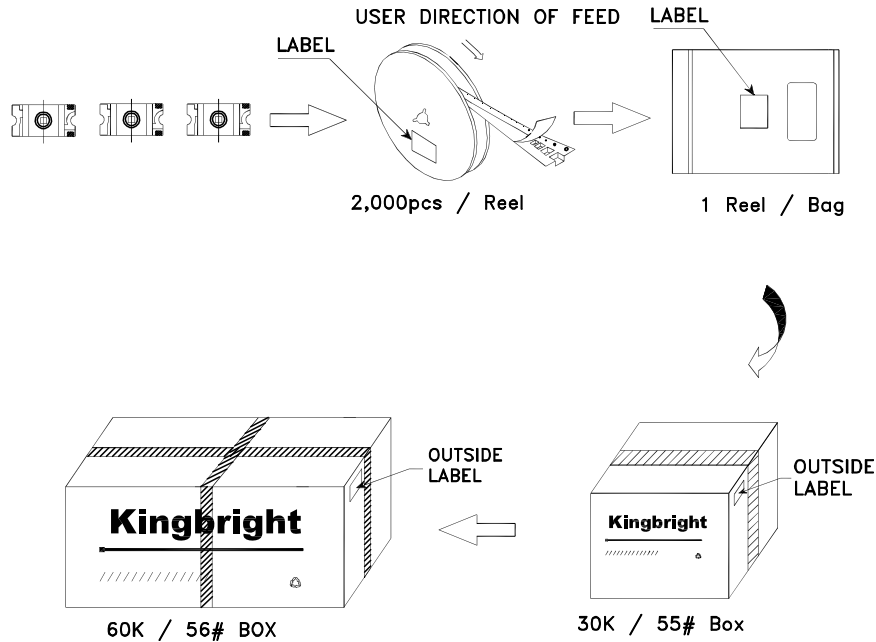 USER DIRECTION OF FEED
LABEL
LABEL
LABEL
2,000pcs / Reel
1 Reel / Bag
OUTSIDE
LABEL
OUTSIDE
LABEL
Kingbright
Kingbright
60K / 56# BOX
30K / 55# Box